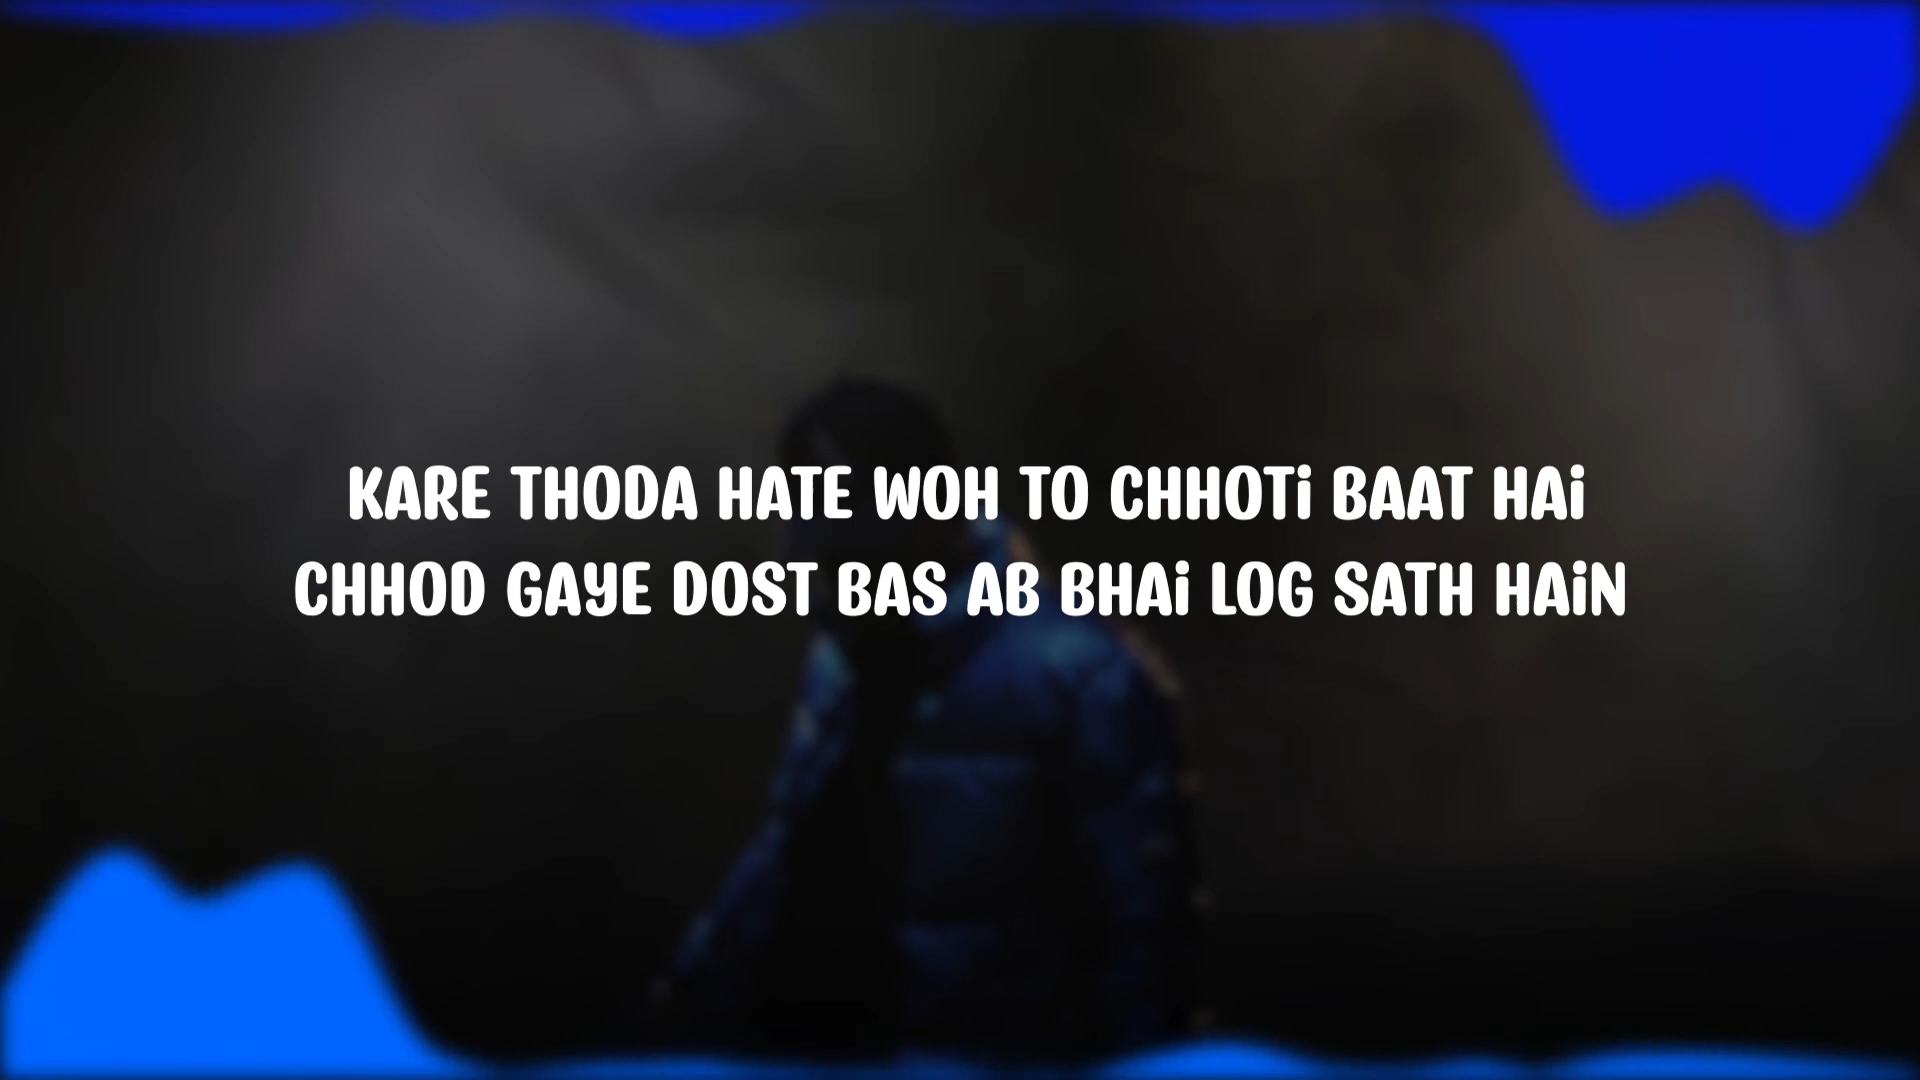 KARE THODA HATE WOH TO CHHOTi BAAT HAi
CHHOD GAYE DOST BAS AB BHAi LOG SATH HAiN